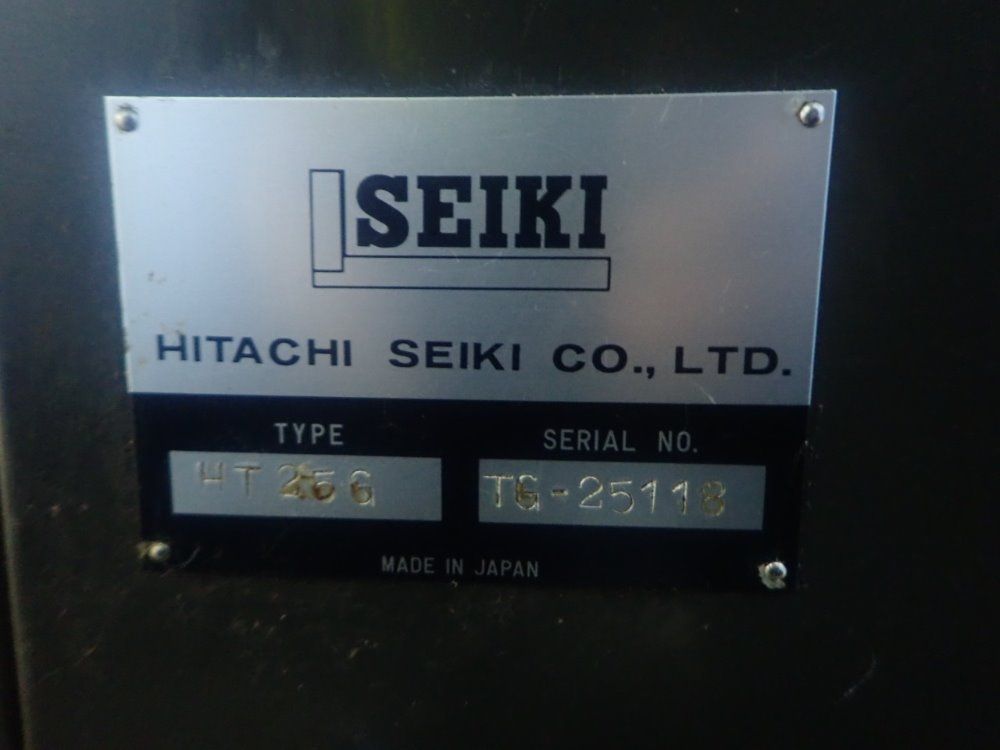 SEIKI
HITACHI SEIKI CO., LTD.
TYPE SERIAL NO.
HT 25G TG-25118
MADE IN JAPAN